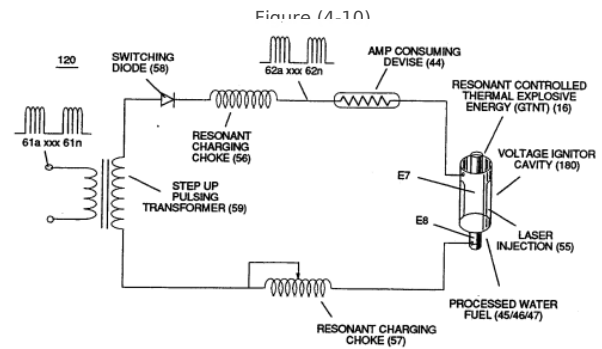 Figure (4-10)
120
SWITCHING
DIODE (58)
62a xxx 62n
AMP CONSUMING
DEVISE (44)
RESONANT CONTROLLED
THERMAL EXPLOSIVE
ENERGY (GTNT) (16)
61a xxx 61n
RESONANT
CHARGING
CHOKE (56)
VOLTAGE IGNITOR
CAVITY (180)
STEP UP
PULSING
TRANSFORMER (59)
E7
E8
LASER
INJECTION (55)
PROCESSED WATER
FUEL (45/46/47)
RESONANT CHARGING
CHOKE (57)